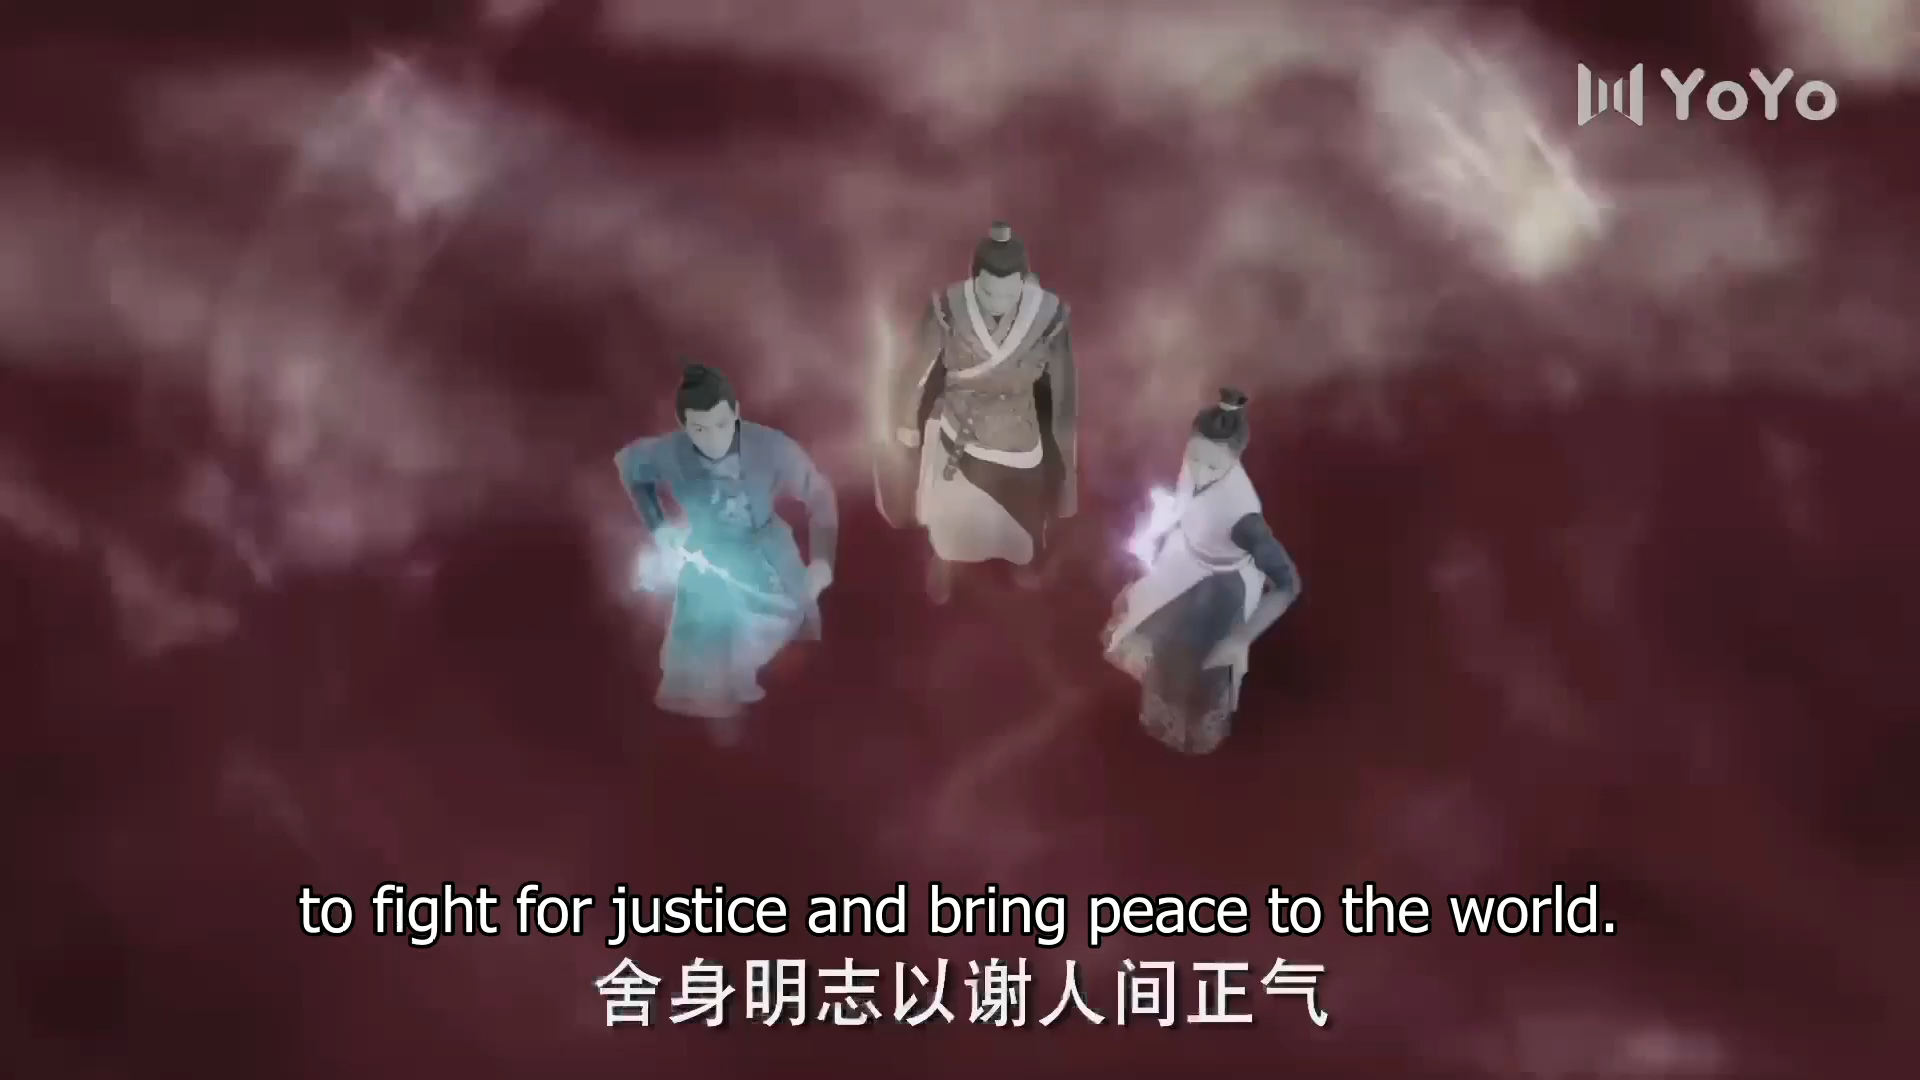 YoYo
to fight for justice and bring peace to the world.
舍身明志以谢人间正气